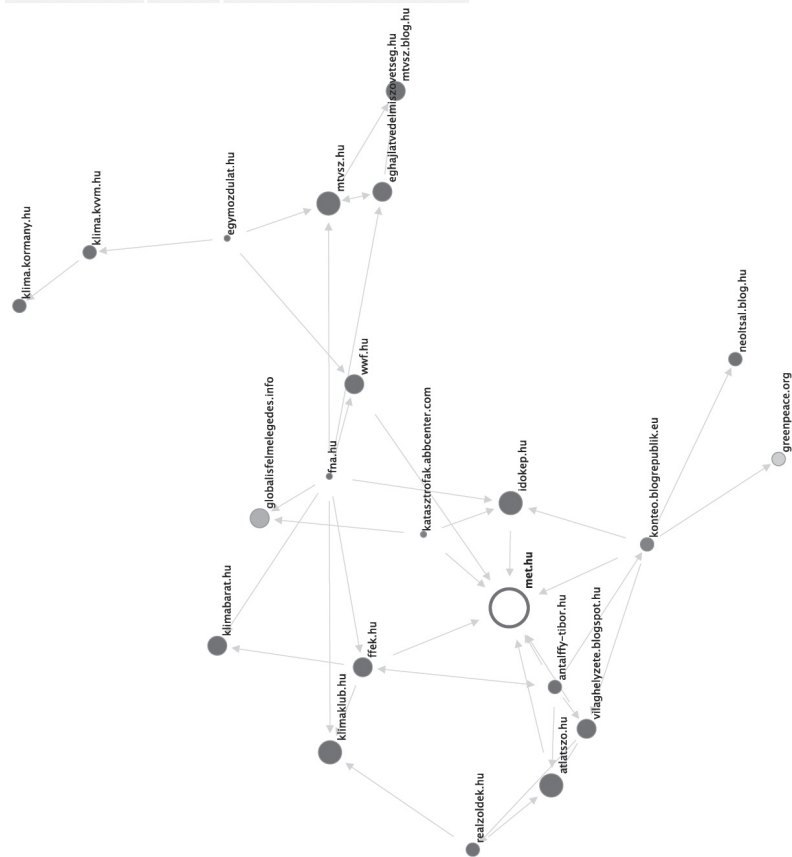 mtvsz.blog.hu
eghajlatvedelmiszovetseg.hu
mtvsz.hu
egymozdulat.hu
klima.kvvm.hu
klima.kormany.hu
neoltsal.blog.hu
wwf.hu
globalisfelmelegedes.info
fna.hu
katasztrofak.abbcenter.com
idokep.hu
konteo.blogrepublik.eu
greenpeace.org
met.hu
klimabarat.hu
ffek.hu
antalffy-tibor.hu
vilaghelyzete.blogspot.hu
klimaklub.hu
atlatszo.hu
realzoldek.hu